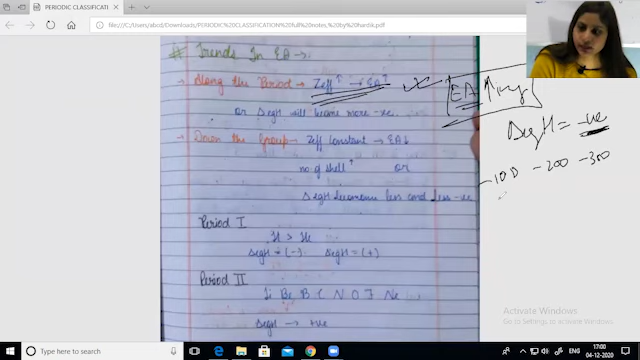 PERIODIC CLASSIFICATI
File | C:/Users/abcd/Downloads/PERIODIC%20CLASSIFICATION%20full%20notes,%20by%20hardik.pdf
# Trends In EA →
→ Along the Period → Zeff↑ → EA↑
or ΔegH will become more -ve
→ Down the Group → Zeff constant → EA↓
no. of shell ↑ or
ΔegH becomes less and less -ve
EA ↑ing
ΔegH = -ve
-100 -200 -300
Period I
H > He
ΔegH = (-) ΔegH = (+)
Period II
Li Be B C N O F Ne
ΔegH → +ve
Activate Windows
Go to Settings to activate Windows.
Type here to search
ENG
17:00
04-12-2020